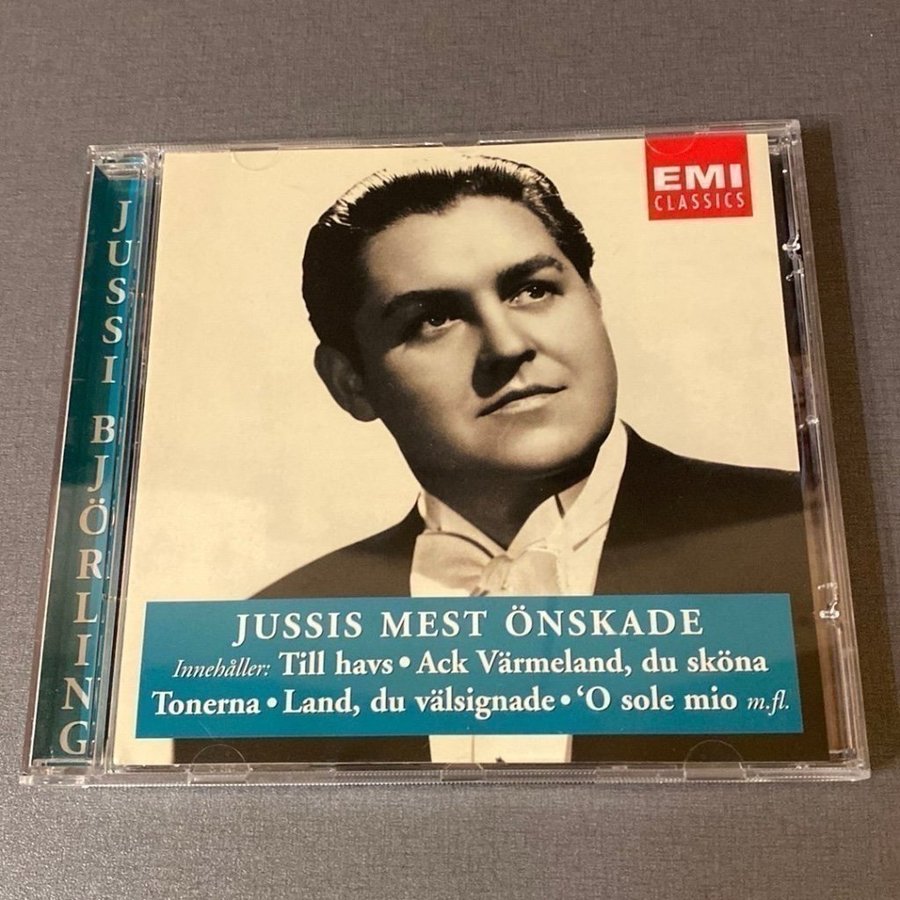 JUSSI BJÖRLING
EMI
CLASSICS
JUSSIS MEST ÖNSKADE
Innehåller: Till havs • Ack Värmeland, du sköna
Tonerna • Land, du välsignade • ‘O sole mio m.fl.